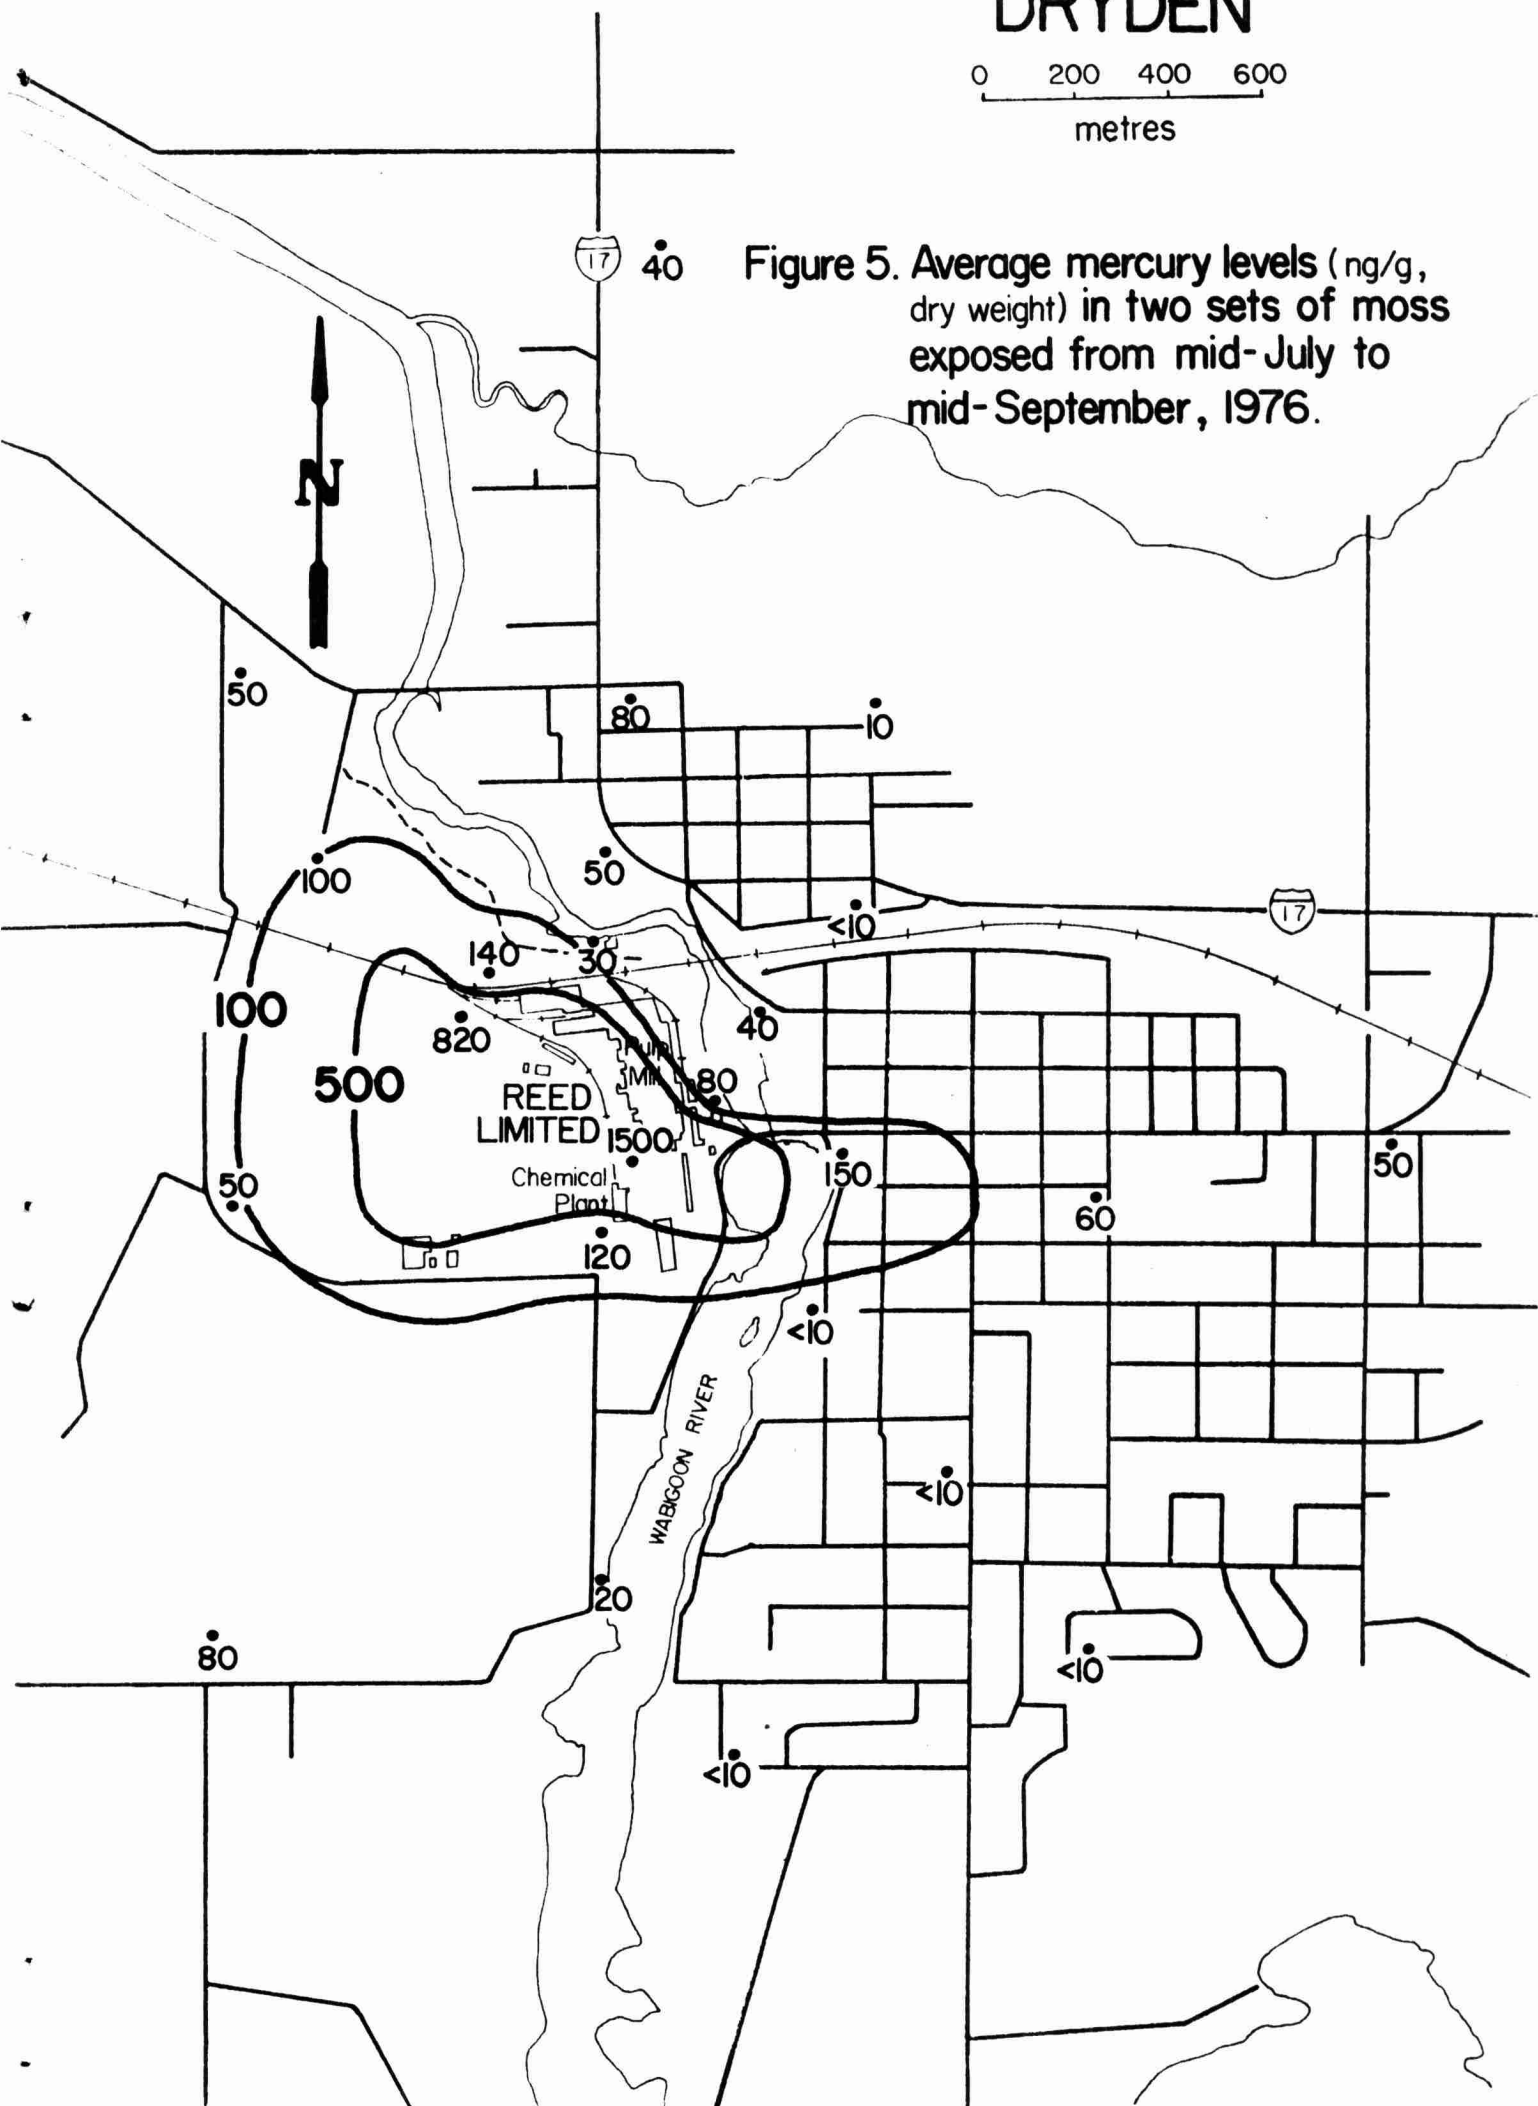 DRYDEN
0 200 400 600
metres
17
40
Figure 5. Average mercury levels (ng/g,
dry weight) in two sets of moss
exposed from mid-July to
mid-September, 1976.
N
50
80
10
50
100
<10
17
140
30
100
40
820
500
Pulp
Mill
80
REED
LIMITED
1500
150
50
Chemical
Plant
50
60
120
<10
WABIGOON RIVER
<10
20
80
<10
<10